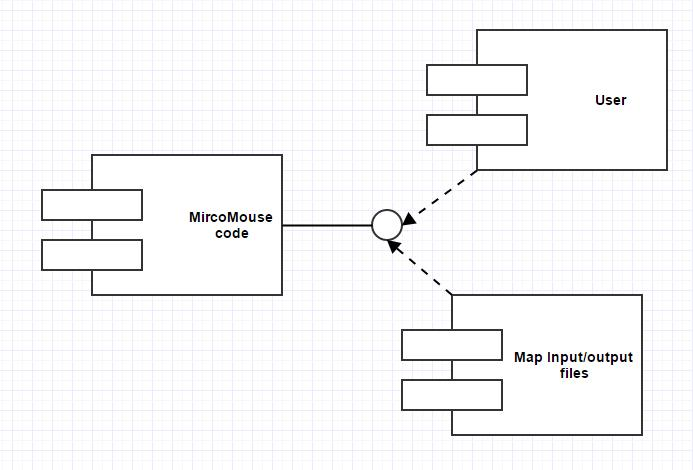 User
MircoMouse
code
Map Input/output
files